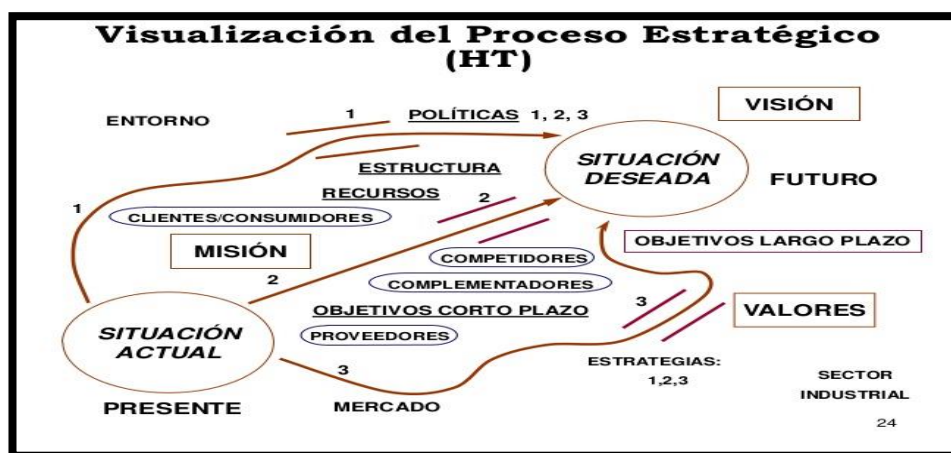 Visualización del Proceso Estratégico
(HT)
ENTORNO
1
POLÍTICAS 1, 2, 3
VISIÓN
SITUACIÓN
DESEADA
FUTURO
ESTRUCTURA
RECURSOS
1
CLIENTES/CONSUMIDORES
2
MISIÓN
2
COMPETIDORES
OBJETIVOS LARGO PLAZO
COMPLEMENTADORES
OBJETIVOS CORTO PLAZO
3
VALORES
SITUACIÓN
ACTUAL
PROVEEDORES
3
ESTRATEGIAS:
1,2,3
PRESENTE
MERCADO
SECTOR
INDUSTRIAL
24